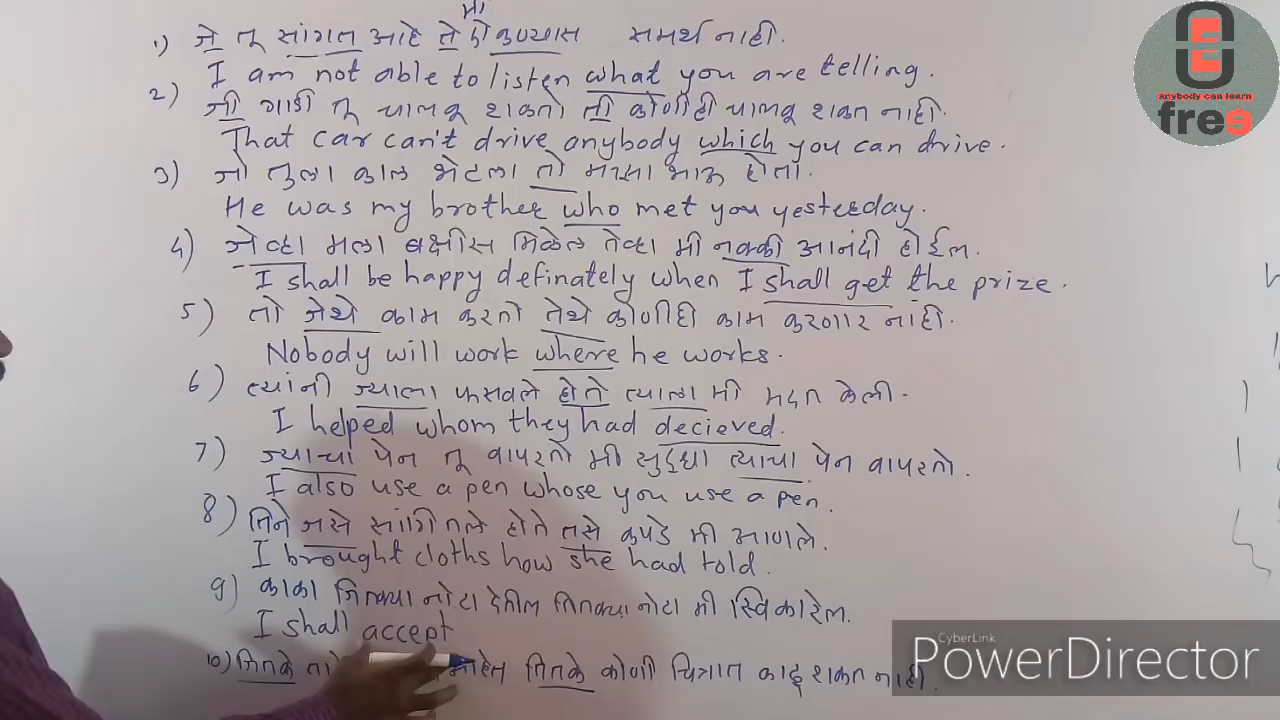 मी
1) जे तू सांगत आहे ते ऐकण्यास समर्थ नाही.
I am not able to listen what you are telling.
2) जी गाडी तू चालवू शकतो ती कोणीही चालवू शकत नाही.
That car can't drive anybody which you can drive.
3) जो तुला काल भेटला तो माझा भाऊ होता.
He was my brother who met you yesterday.
4) जेव्हा मला बक्षीस मिळेल तेव्हा मी नक्की आनंदी होईल.
I shall be happy definately when I shall get the prize.
5) तो जेथे काम करतो तेथे कोणीही काम करणार नाही.
Nobody will work where he works.
6) त्यांनी ज्याला फसवले होते त्याला मी मदत केली.
I helped whom they had decieved.
7) ज्याचा पेन तू वापरतो मी सुद्धा त्याचा पेन वापरतो.
I also use a pen whose you use a pen.
8) तिने जसे सांगितले होते तसे कपडे मी आणले.
I brought cloths how she had told.
9) काका जितक्या नोटा देतील तितक्या नोटा मी स्विकारेल.
I shall accept
10) जितके आहेत तितके कोणी चित्रात काढू शकत नाही.
EEE
anybody can learn
free
CyberLink
PowerDirector